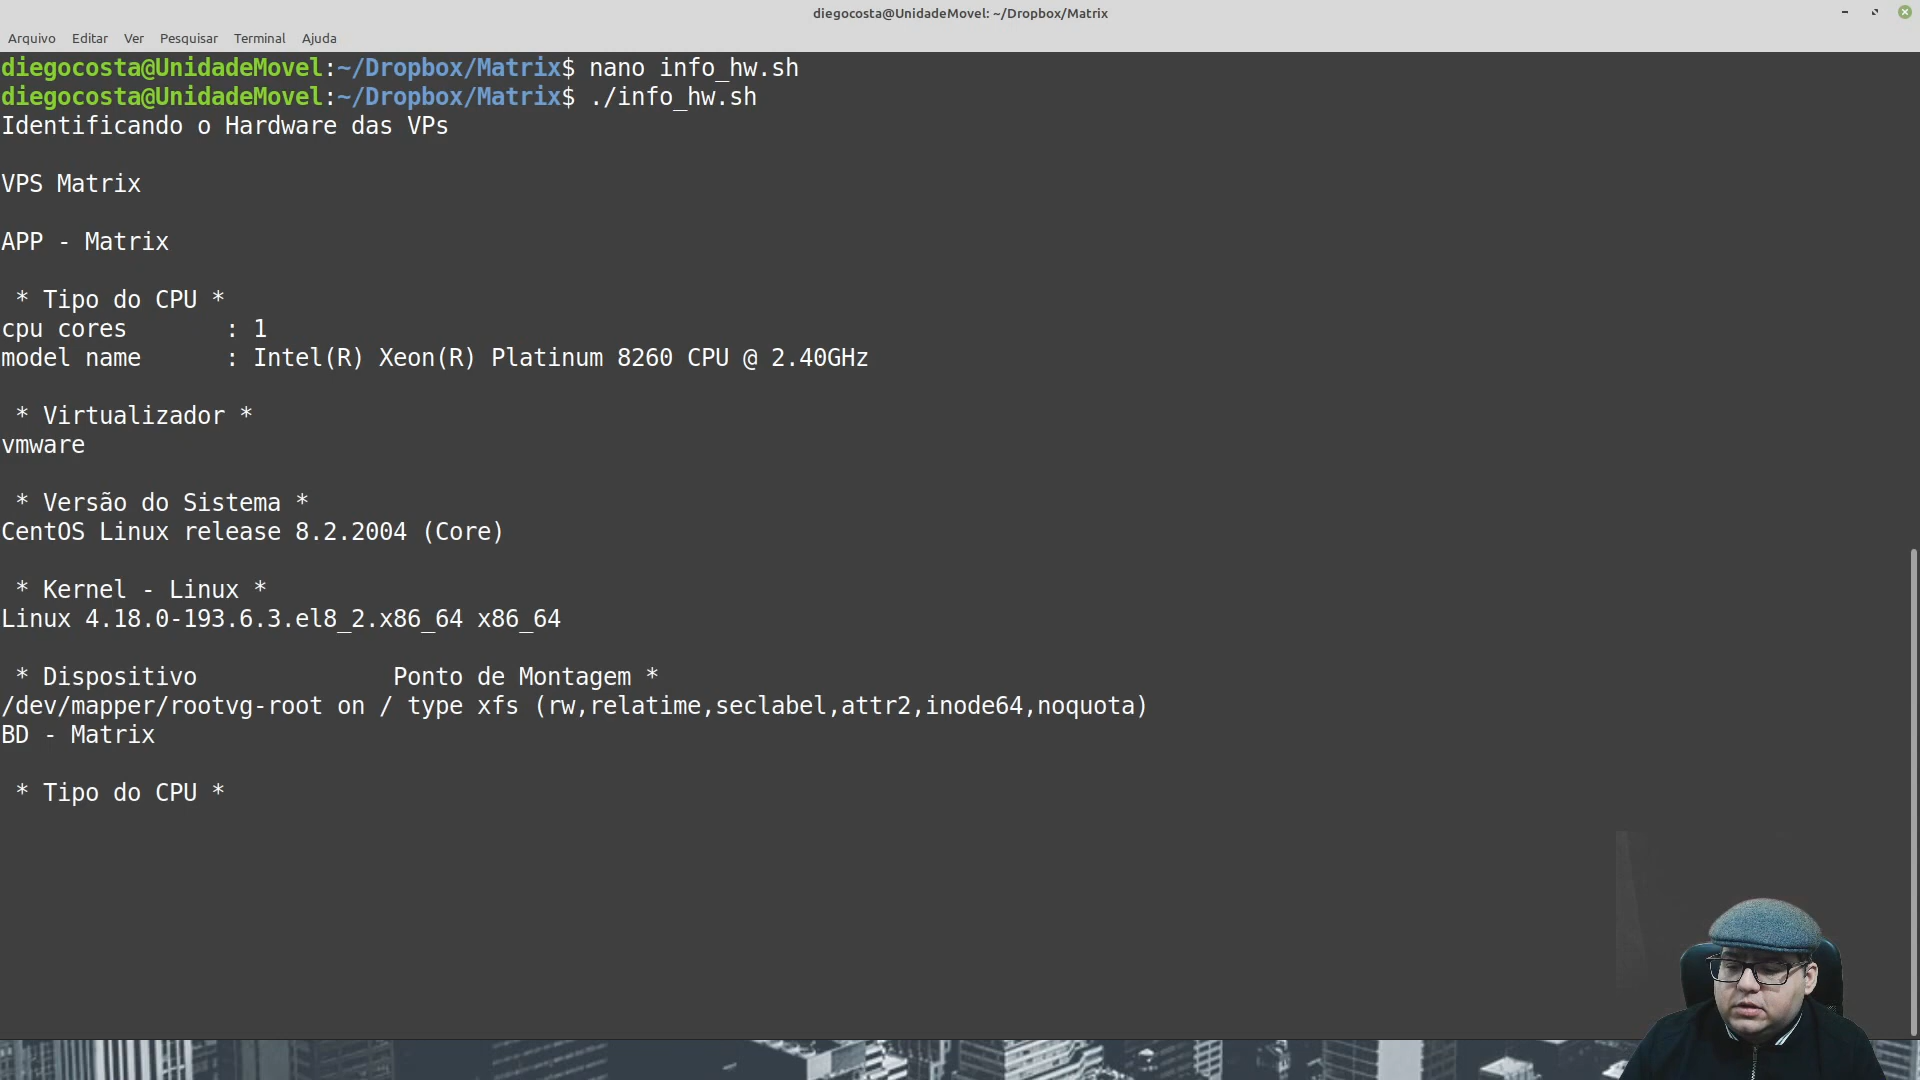 diegocosta@UnidadeMovel: ~/Dropbox/Matrix
Arquivo Editar Ver Pesquisar Terminal Ajuda
diegocosta@UnidadeMovel:~/Dropbox/Matrix$ nano info_hw.sh
diegocosta@UnidadeMovel:~/Dropbox/Matrix$ ./info_hw.sh
Identificando o Hardware das VPs
VPS Matrix
APP - Matrix
* Tipo do CPU *
cpu cores : 1
model name : Intel(R) Xeon(R) Platinum 8260 CPU @ 2.40GHz
* Virtualizador *
vmware
* Versão do Sistema *
CentOS Linux release 8.2.2004 (Core)
* Kernel - Linux *
Linux 4.18.0-193.6.3.el8_2.x86_64 x86_64
* Dispositivo Ponto de Montagem *
/dev/mapper/rootvg-root on / type xfs (rw,relatime,seclabel,attr2,inode64,noquota)
BD - Matrix
* Tipo do CPU *